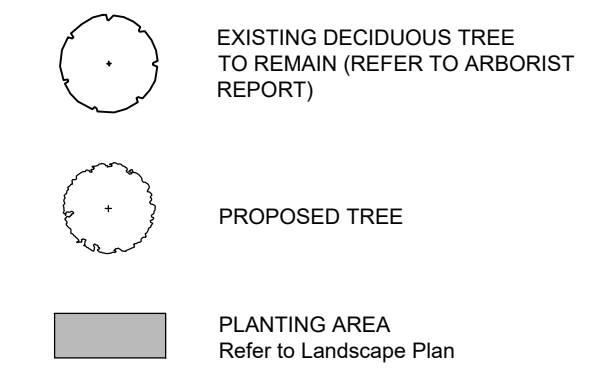 EXISTING DECIDUOUS TREE
TO REMAIN (REFER TO ARBORIST
REPORT)
PROPOSED TREE
PLANTING AREA
Refer to Landscape Plan